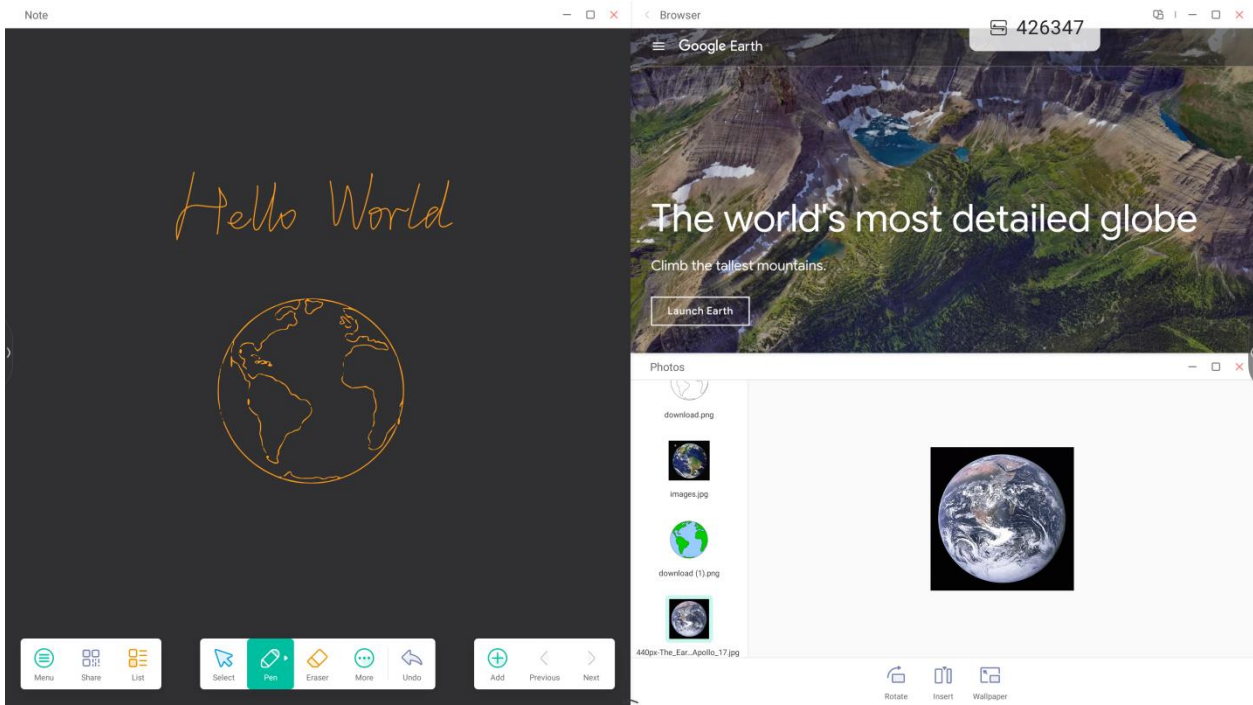 Note
Hello World
Menu
Share
List
Select
Pen
Eraser
More
Undo
Add
Previous
Next
Browser
426347
Google Earth
The world's most detailed globe
Climb the tallest mountains.
Launch Earth
Photos
download.png
images.jpg
download (1).png
440px-The_Ear...Apollo_17.jpg
Rotate
Insert
Wallpaper